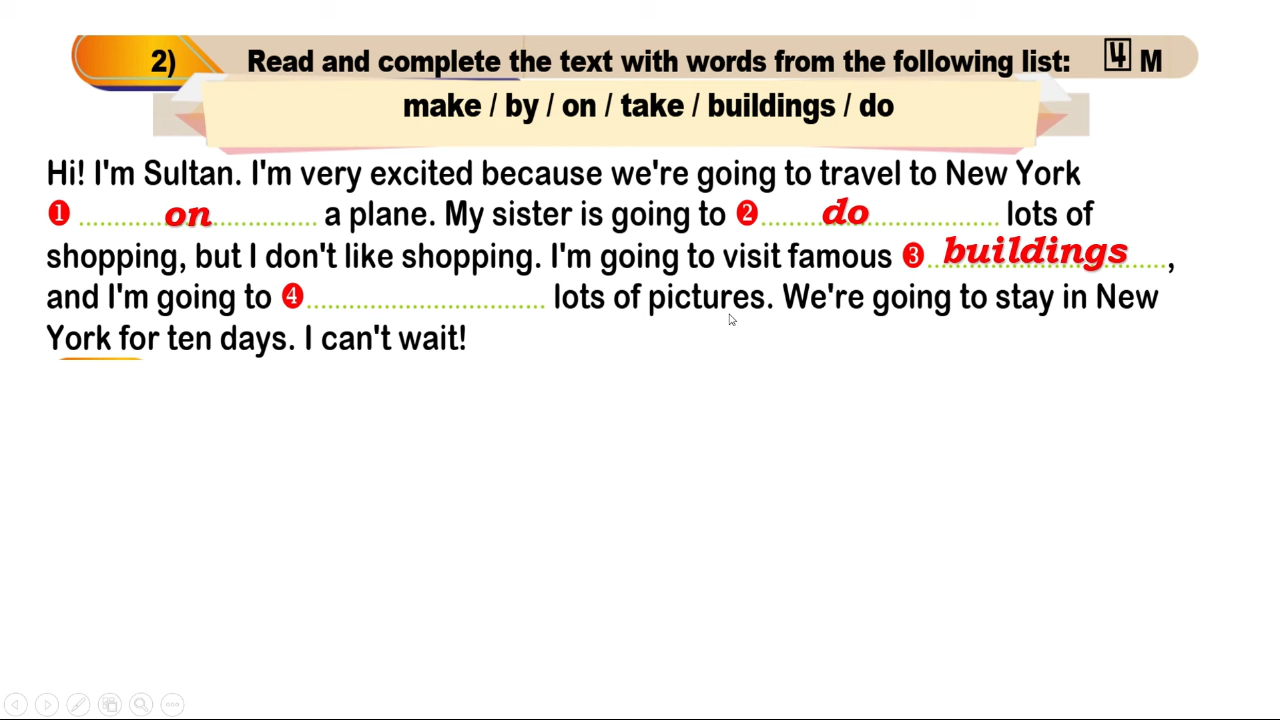 2) Read and complete the text with words from the following list: 4 M
make / by / on / take / buildings / do
Hi! I'm Sultan. I'm very excited because we're going to travel to New York
❶ ..................on.................. a plane. My sister is going to ❷ ..........do.................. lots of
shopping, but I don't like shopping. I'm going to visit famous ❸ ..buildings......,
and I'm going to ❹.................................. lots of pictures. We're going to stay in New
York for ten days. I can't wait!